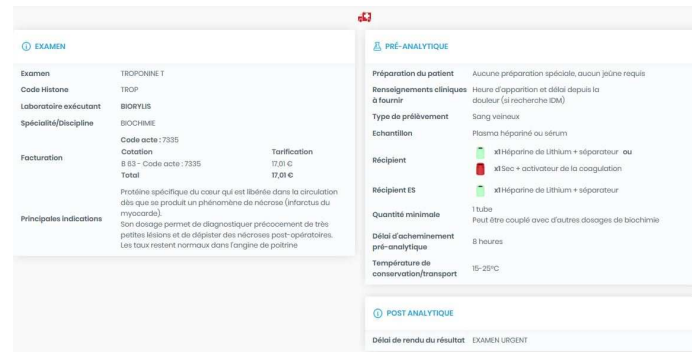 EXAMEN
Examen TROPONINE T
Code Histone TROP
Laboratoire exécutant BIORYLIS
Spécialité/Discipline BIOCHIMIE
Facturation
Code acte : 7335
Cotation Tarification
B 63 - Code acte : 7335 17,01 €
Total 17,01 €
Principales indications
Protéine spécifique du cœur qui est libérée dans la circulation
dès que se produit un phénomène de nécrose (infarctus du
myocarde).
Son dosage permet de diagnostiquer précocement de très
petites lésions et de dépister des nécroses post-opératoires.
Les taux restent normaux dans l'angine de poitrine
PRÉ-ANALYTIQUE
Préparation du patient Aucune préparation spéciale, aucun jeûne requis
Renseignements cliniques Heure d'apparition et délai depuis la
à fournir douleur (si recherche IDM)
Type de prélèvement Sang veineux
Echantillon Plasma hépariné ou sérum
Récipient
x1 Héparine de Lithium + séparateur ou
x1 Sec + activateur de la coagulation
Récipient ES x1 Héparine de Lithium + séparateur
Quantité minimale
1 tube
Peut être couplé avec d'autres dosages de biochimie
Délai d'acheminement
pré-analytique
8 heures
Température de
conservation/transport
15-25°C
POST ANALYTIQUE
Délai de rendu du résultat EXAMEN URGENT